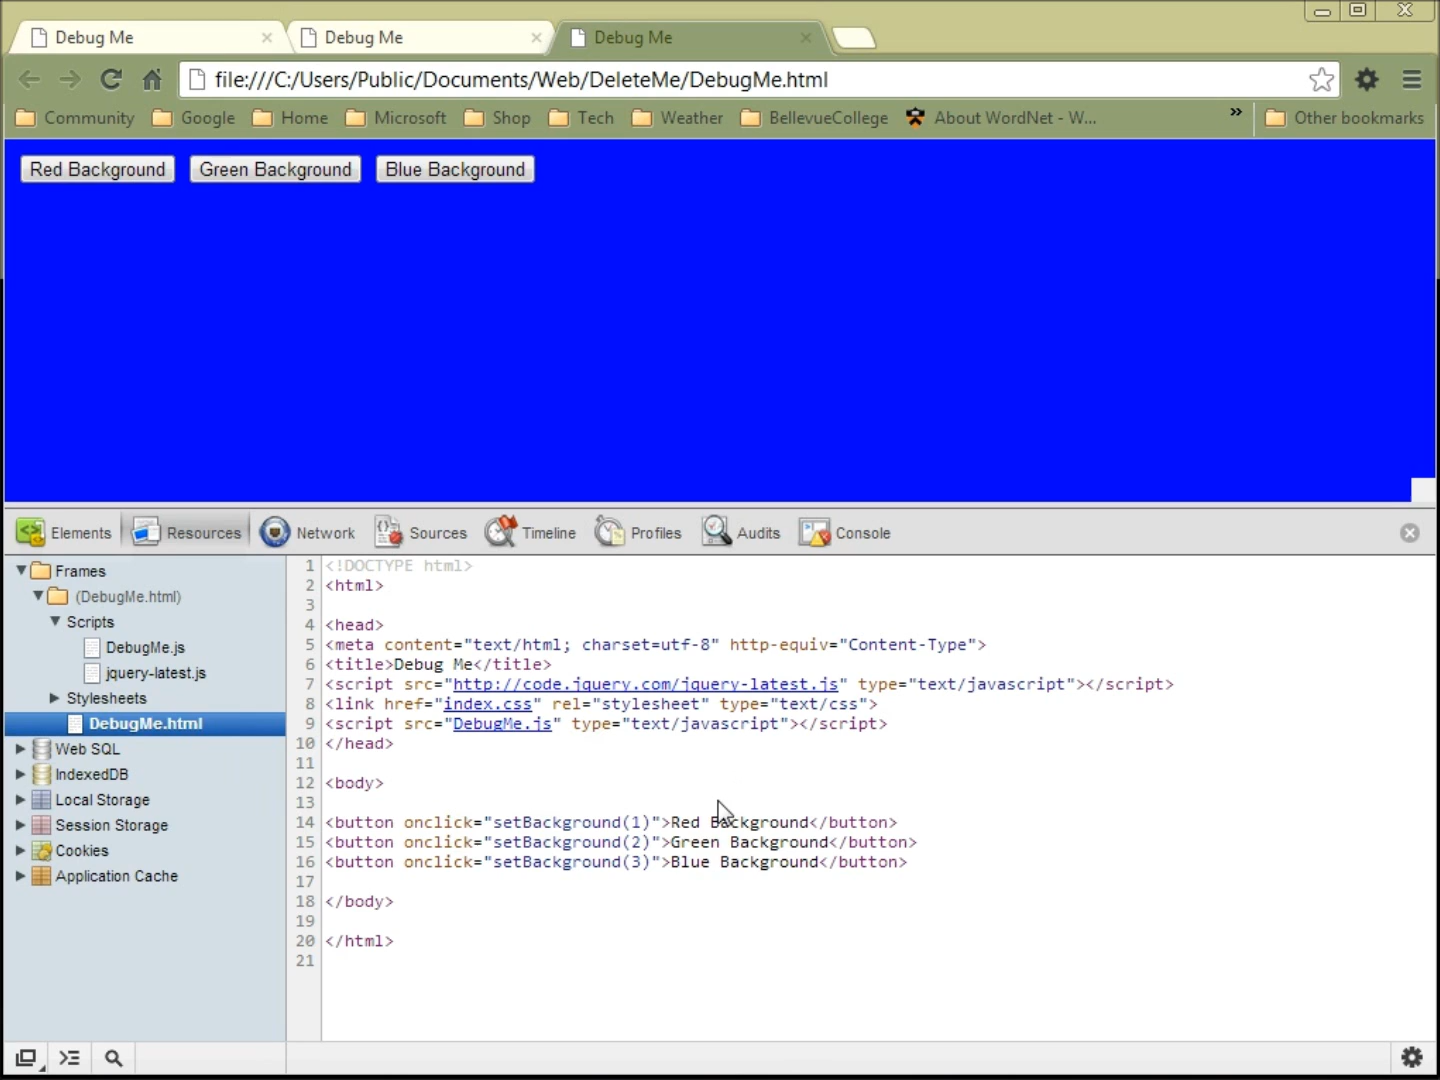 Debug Me
Debug Me
Debug Me
file:///C:/Users/Public/Documents/Web/DeleteMe/DebugMe.html
Community Google Home Microsoft Shop Tech Weather BellevueCollege About WordNet - W... » Other bookmarks
Red Background Green Background Blue Background
Elements Resources Network Sources Timeline Profiles Audits Console
Frames
(DebugMe.html)
Scripts
DebugMe.js
jquery-latest.js
Stylesheets
DebugMe.html
Web SQL
IndexedDB
Local Storage
Session Storage
Cookies
Application Cache
1 <!DOCTYPE html>
2 <html>
3
4 <head>
5 <meta content="text/html; charset=utf-8" http-equiv="Content-Type">
6 <title>Debug Me</title>
7 <script src="http://code.jquery.com/jquery-latest.js" type="text/javascript"></script>
8 <link href="index.css" rel="stylesheet" type="text/css">
9 <script src="DebugMe.js" type="text/javascript"></script>
10 </head>
11
12 <body>
13
14 <button onclick="setBackground(1)">Red Background</button>
15 <button onclick="setBackground(2)">Green Background</button>
16 <button onclick="setBackground(3)">Blue Background</button>
17
18 </body>
19
20 </html>
21